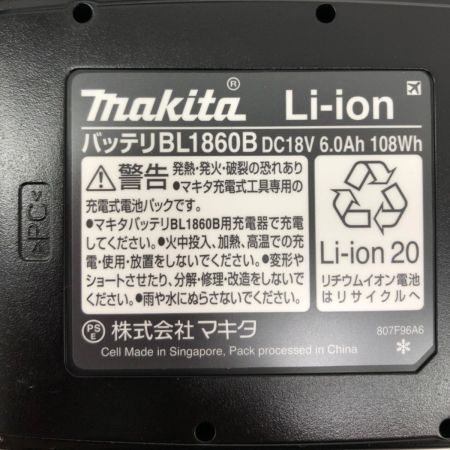 makita® Li-ion
バッテリBL1860B DC18V 6.0Ah 108Wh
警告 発熱・発火・破裂の恐れあり
●マキタ充電式工具専用の
充電式電池パックです。
●マキタバッテリBL1860B用充電器で充電
してください。●火中投入、加熱、高温での充
電・使用・放置をしないでください。●変形や
ショートさせたり、分解・修理・改造をしないで
ください。●雨や水にぬらさないでください。
Li-ion 20
リチウムイオン電池
はリサイクルへ
PS
E
株式会社マキタ
807F96A6
Cell Made in Singapore, Pack processed in China
>PC<